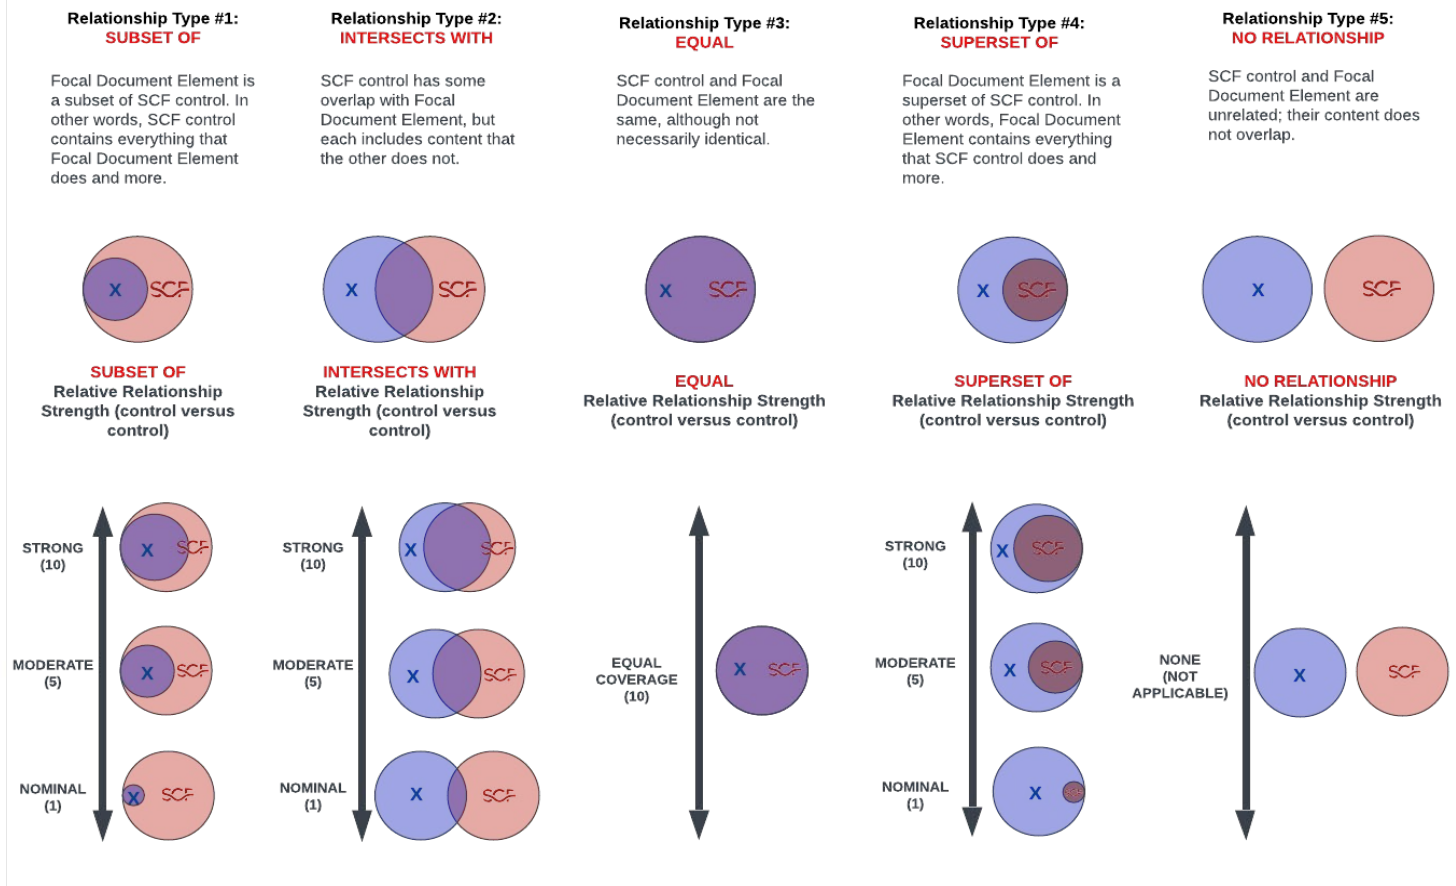 Relationship Type #1:
SUBSET OF
Focal Document Element is
a subset of SCF control. In
other words, SCF control
contains everything that
Focal Document Element
does and more.
X
SCF
SUBSET OF
Relative Relationship
Strength (control versus
control)
STRONG
(10)
X
SCF
MODERATE
(5)
X
SCF
NOMINAL
(1)
X
SCF
Relationship Type #2:
INTERSECTS WITH
SCF control has some
overlap with Focal
Document Element, but
each includes content that
the other does not.
X
SCF
INTERSECTS WITH
Relative Relationship
Strength (control versus
control)
STRONG
(10)
X
SCF
MODERATE
(5)
X
SCF
NOMINAL
(1)
X
SCF
Relationship Type #3:
EQUAL
SCF control and Focal
Document Element are the
same, although not
necessarily identical.
X
SCF
EQUAL
Relative Relationship Strength
(control versus control)
EQUAL
COVERAGE
(10)
X
SCF
Relationship Type #4:
SUPERSET OF
Focal Document Element is a
superset of SCF control. In
other words, Focal Document
Element contains everything
that SCF control does and
more.
X
SCF
SUPERSET OF
Relative Relationship Strength
(control versus control)
STRONG
(10)
X
SCF
MODERATE
(5)
X
SCF
NOMINAL
(1)
X
SCF
Relationship Type #5:
NO RELATIONSHIP
SCF control and Focal
Document Element are
unrelated; their content does
not overlap.
X
SCF
NO RELATIONSHIP
Relative Relationship Strength
(control versus control)
NONE
(NOT
APPLICABLE)
X
SCF